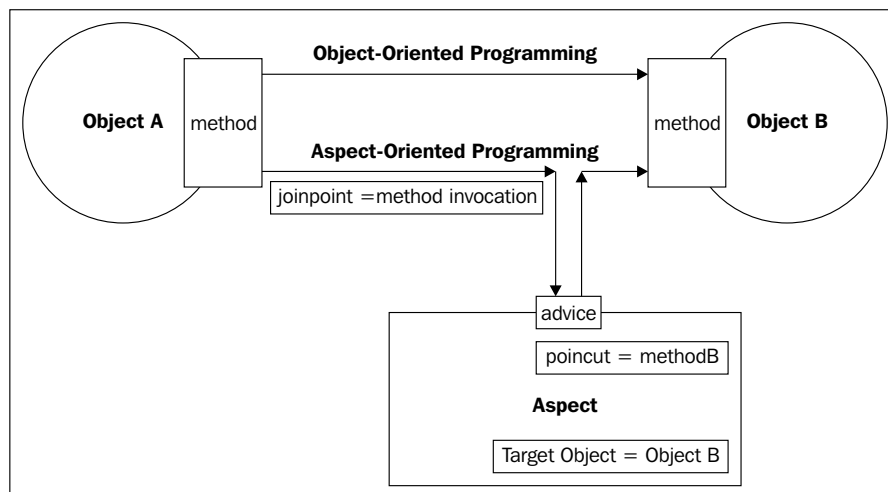 Object-Oriented Programming
Object A
method
method
Object B
Aspect-Oriented Programming
joinpoint =method invocation
advice
poincut = methodB
Aspect
Target Object = Object B